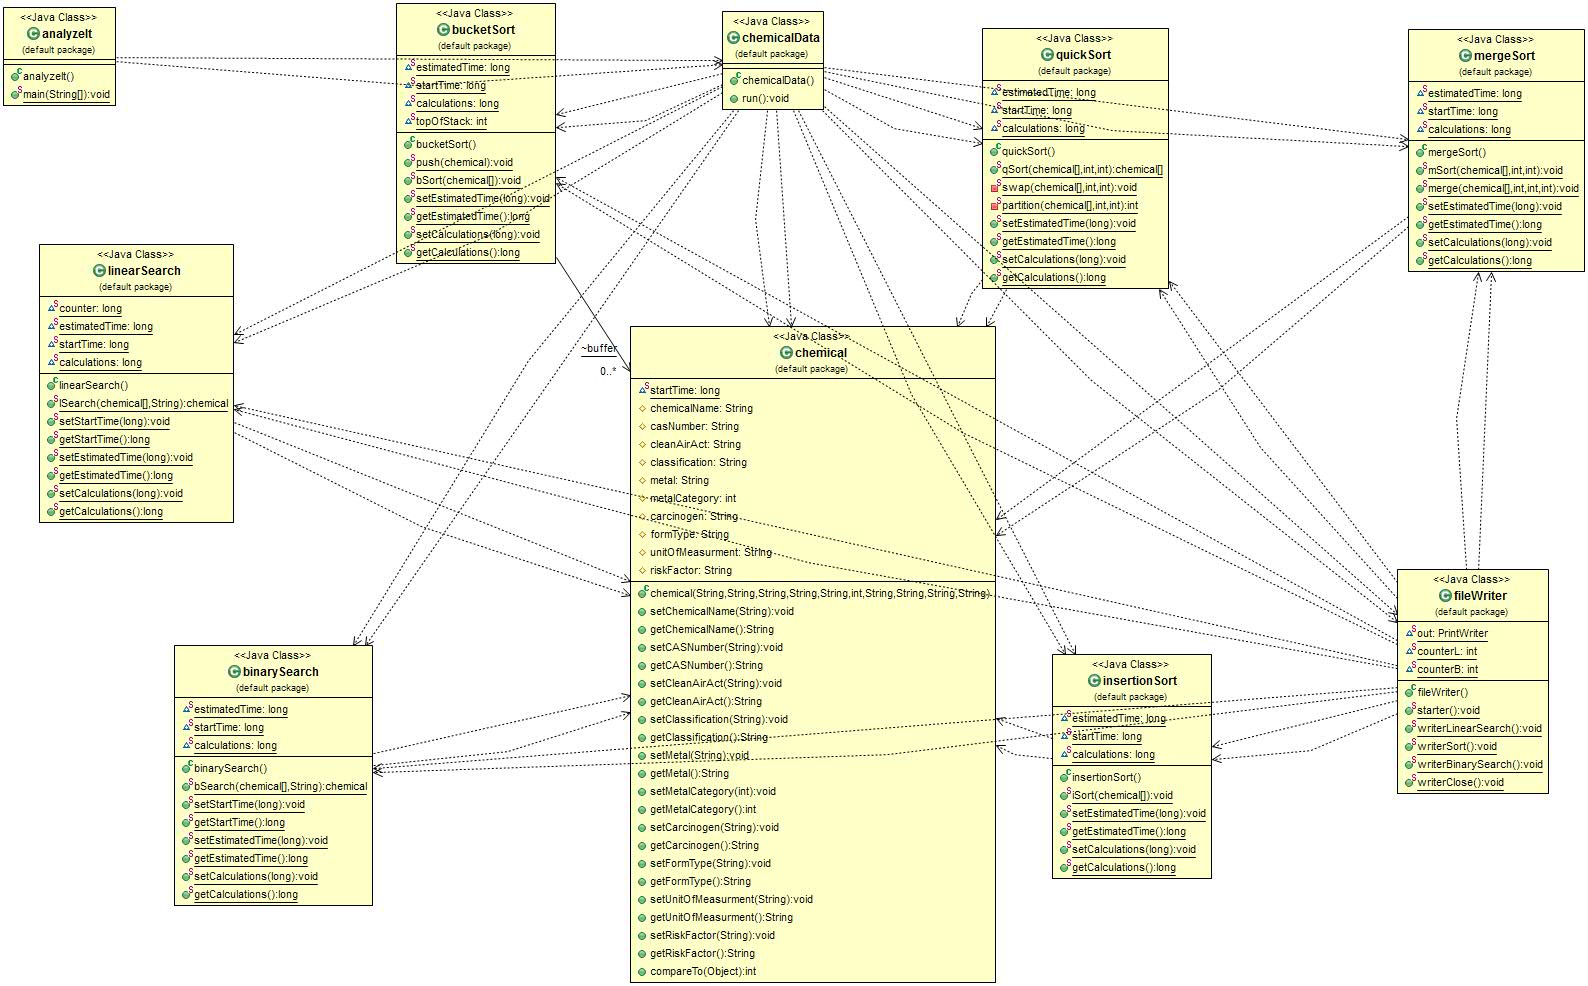 <<Java Class>>
analyzeIt
(default package)
analyzeIt()
main(String[]):void
<<Java Class>>
bucketSort
(default package)
estimatedTime: long
startTime: long
calculations: long
topOfStack: int
bucketSort()
push(chemical):void
bSort(chemical[]):void
setEstimatedTime(long):void
getEstimatedTime():long
setCalculations(long):void
getCalculations():long
<<Java Class>>
chemicalData
(default package)
chemicalData()
run():void
<<Java Class>>
quickSort
(default package)
estimatedTime: long
startTime: long
calculations: long
quickSort()
qSort(chemical[],int,int):chemical[]
swap(chemical[],int,int):void
partition(chemical[],int,int):int
setEstimatedTime(long):void
getEstimatedTime():long
setCalculations(long):void
getCalculations():long
<<Java Class>>
mergeSort
(default package)
estimatedTime: long
startTime: long
calculations: long
mergeSort()
mSort(chemical[],int,int):void
merge(chemical[],int,int,int):void
setEstimatedTime(long):void
getEstimatedTime():long
setCalculations(long):void
getCalculations():long
<<Java Class>>
linearSearch
(default package)
counter: long
estimatedTime: long
startTime: long
calculations: long
linearSearch()
lSearch(chemical[],String):chemical
setStartTime(long):void
getStartTime():long
setEstimatedTime(long):void
getEstimatedTime():long
setCalculations(long):void
getCalculations():long
~buffer
0..*
<<Java Class>>
chemical
(default package)
startTime: long
chemicalName: String
casNumber: String
cleanAirAct: String
classification: String
metal: String
metalCategory: int
carcinogen: String
formType: String
unitOfMeasurment: String
riskFactor: String
chemical(String,String,String,String,String,int,String,String,String,String)
setChemicalName(String):void
getChemicalName():String
setCASNumber(String):void
getCASNumber():String
setCleanAirAct(String):void
getCleanAirAct():String
setClassification(String):void
getClassification():String
setMetal(String):void
getMetal():String
setMetalCategory(int):void
getMetalCategory():int
setCarcinogen(String):void
getCarcinogen():String
setFormType(String):void
getFormType():String
setUnitOfMeasurment(String):void
getUnitOfMeasurment():String
setRiskFactor(String):void
getRiskFactor():String
compareTo(Object):int
<<Java Class>>
binarySearch
(default package)
estimatedTime: long
startTime: long
calculations: long
binarySearch()
bSearch(chemical[],String):chemical
setStartTime(long):void
getStartTime():long
setEstimatedTime(long):void
getEstimatedTime():long
setCalculations(long):void
getCalculations():long
<<Java Class>>
insertionSort
(default package)
estimatedTime: long
startTime: long
calculations: long
insertionSort()
iSort(chemical[]):void
setEstimatedTime(long):void
getEstimatedTime():long
setCalculations(long):void
getCalculations():long
<<Java Class>>
fileWriter
(default package)
out: PrintWriter
counterL: int
counterB: int
fileWriter()
starter():void
writerLinearSearch():void
writerSort():void
writerBinarySearch():void
writerClose():void